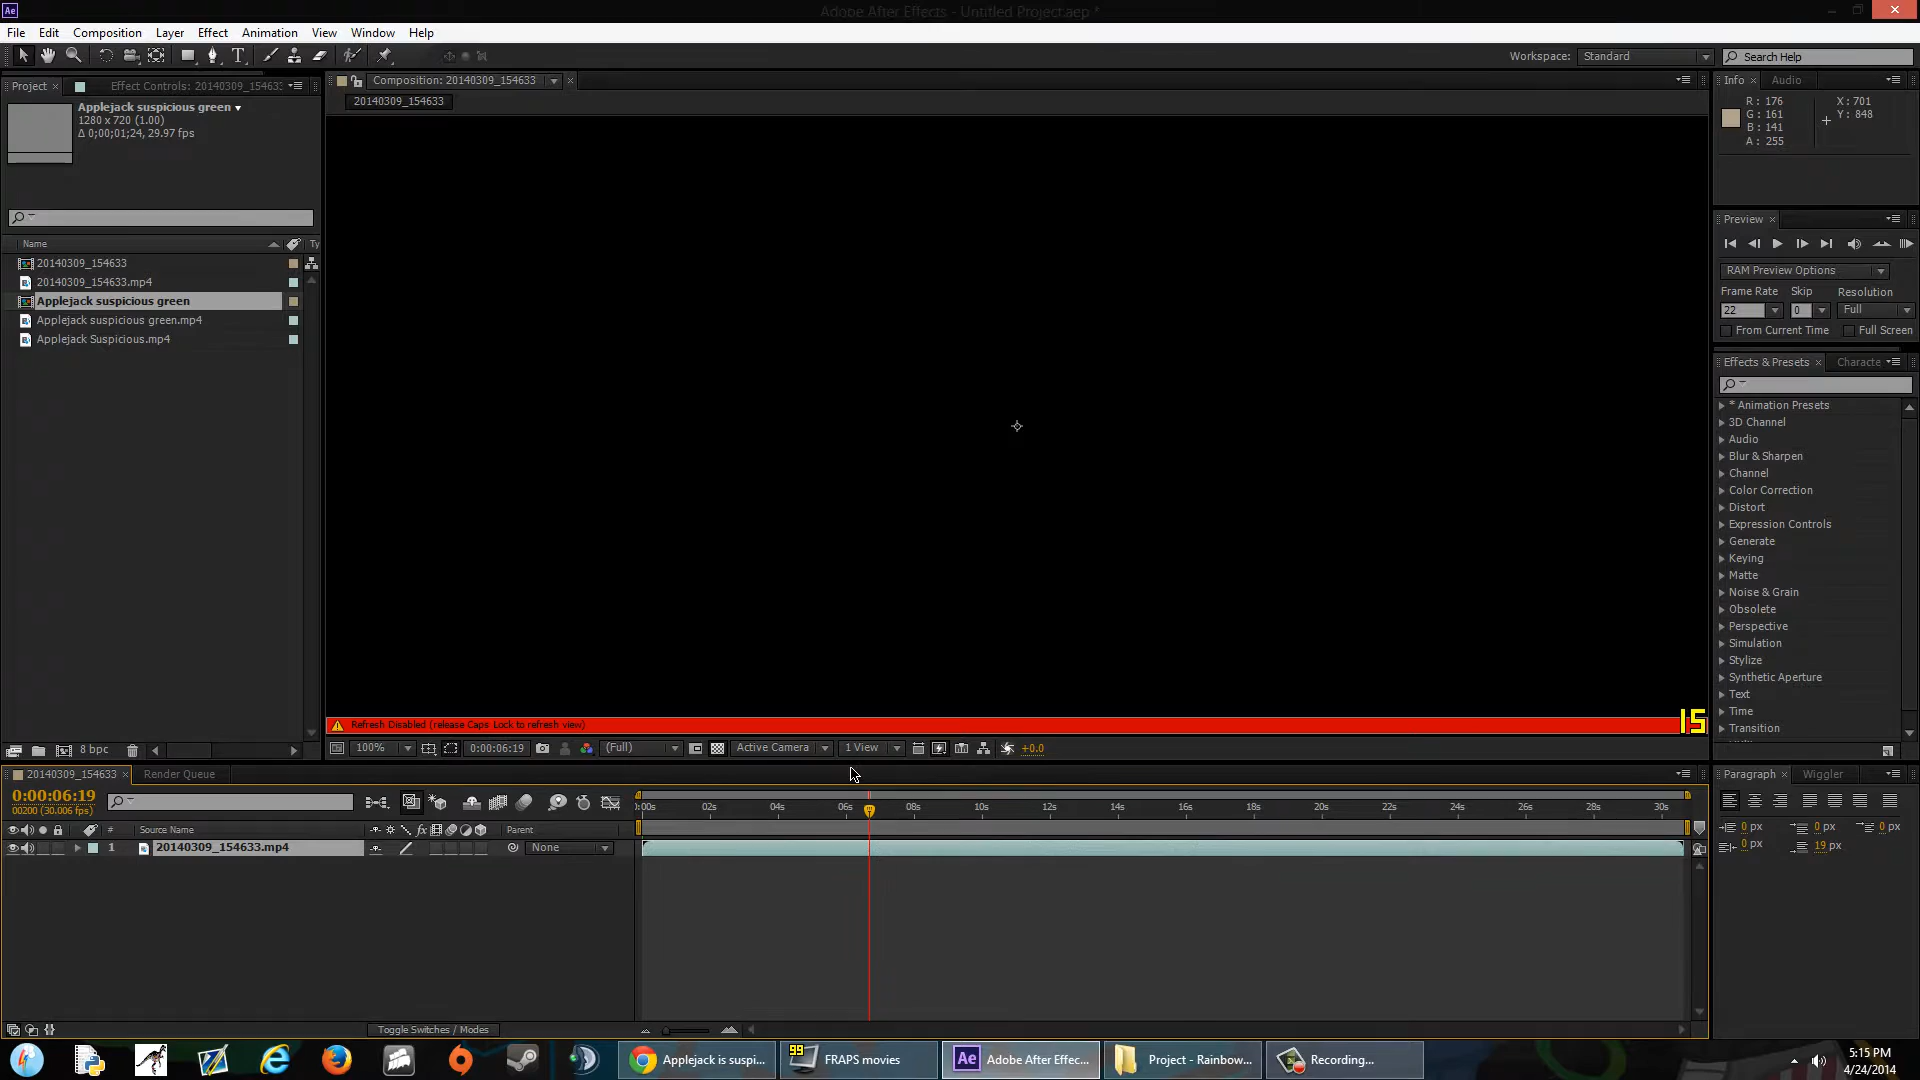 Ae
Adobe After Effects - Untitled Project.aep *
File Edit Composition Layer Effect Animation View Window Help
T
Workspace: Standard
Search Help
Project × Effect Controls: 20140309_154633
Composition: 20140309_154633
20140309_154633
Info × Audio
Applejack suspicious green
1280 x 720 (1.00)
Δ 0;00;01;24, 29.97 fps
R : 176
G : 161
B : 141
A : 255
X : 701
Y : 848
Name Ty
20140309_154633
20140309_154633.mp4
Applejack suspicious green
Applejack suspicious green.mp4
Applejack Suspicious.mp4
8 bpc
Preview ×
RAM Preview Options
Frame Rate Skip Resolution
22 0 Full
From Current Time Full Screen
Effects & Presets × Characte
* Animation Presets
3D Channel
Audio
Blur & Sharpen
Channel
Color Correction
Distort
Expression Controls
Generate
Keying
Matte
Noise & Grain
Obsolete
Perspective
Simulation
Stylize
Synthetic Aperture
Text
Time
Transition
Refresh Disabled (release Caps Lock to refresh view)
15
100% 0:00:06:19 (Full) Active Camera 1 View +0.0
20140309_154633 × Render Queue
0:00:06:19
00200 (30.006 fps)
# Source Name fx Parent
1 20140309_154633.mp4 None
:00s 02s 04s 06s 08s 10s 12s 14s 16s 18s 20s 22s 24s 26s 28s 30s
Toggle Switches / Modes
Paragraph × Wiggler
0 px 0 px 0 px
0 px 19 px
Applejack is suspi...
99 FRAPS movies
Ae Adobe After Effec...
Project - Rainbow...
Recording...
5:15 PM
4/24/2014